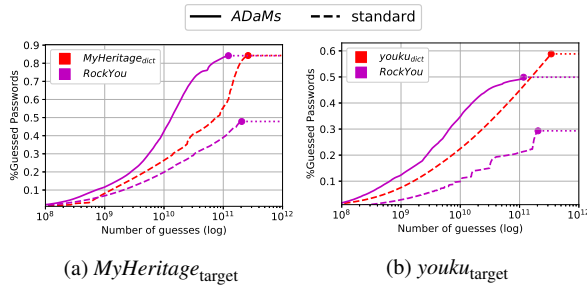 ADaMs standard
%Guessed Passwords
0.9
0.8
0.7
0.6
0.5
0.4
0.3
0.2
0.1
MyHeritage_dict
RockYou
10^8 10^9 10^10 10^11 10^12
Number of guesses (log)
(a) MyHeritage_target
%Guessed Passwords
0.6
0.5
0.4
0.3
0.2
0.1
youku_dict
RockYou
10^8 10^9 10^10 10^11 10^12
Number of guesses (log)
(b) youku_target